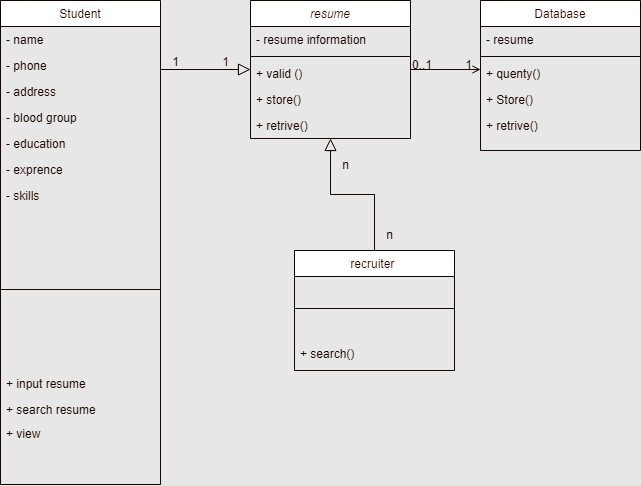 Student
- name
- phone
- address
- blood group
- education
- exprence
- skills
+ input resume
+ search resume
+ view
1
1
resume
- resume information
+ valid ()
+ store()
+ retrive()
0..1
1
Database
- resume
+ quenty()
+ Store()
+ retrive()
n
n
recruiter
+ search()